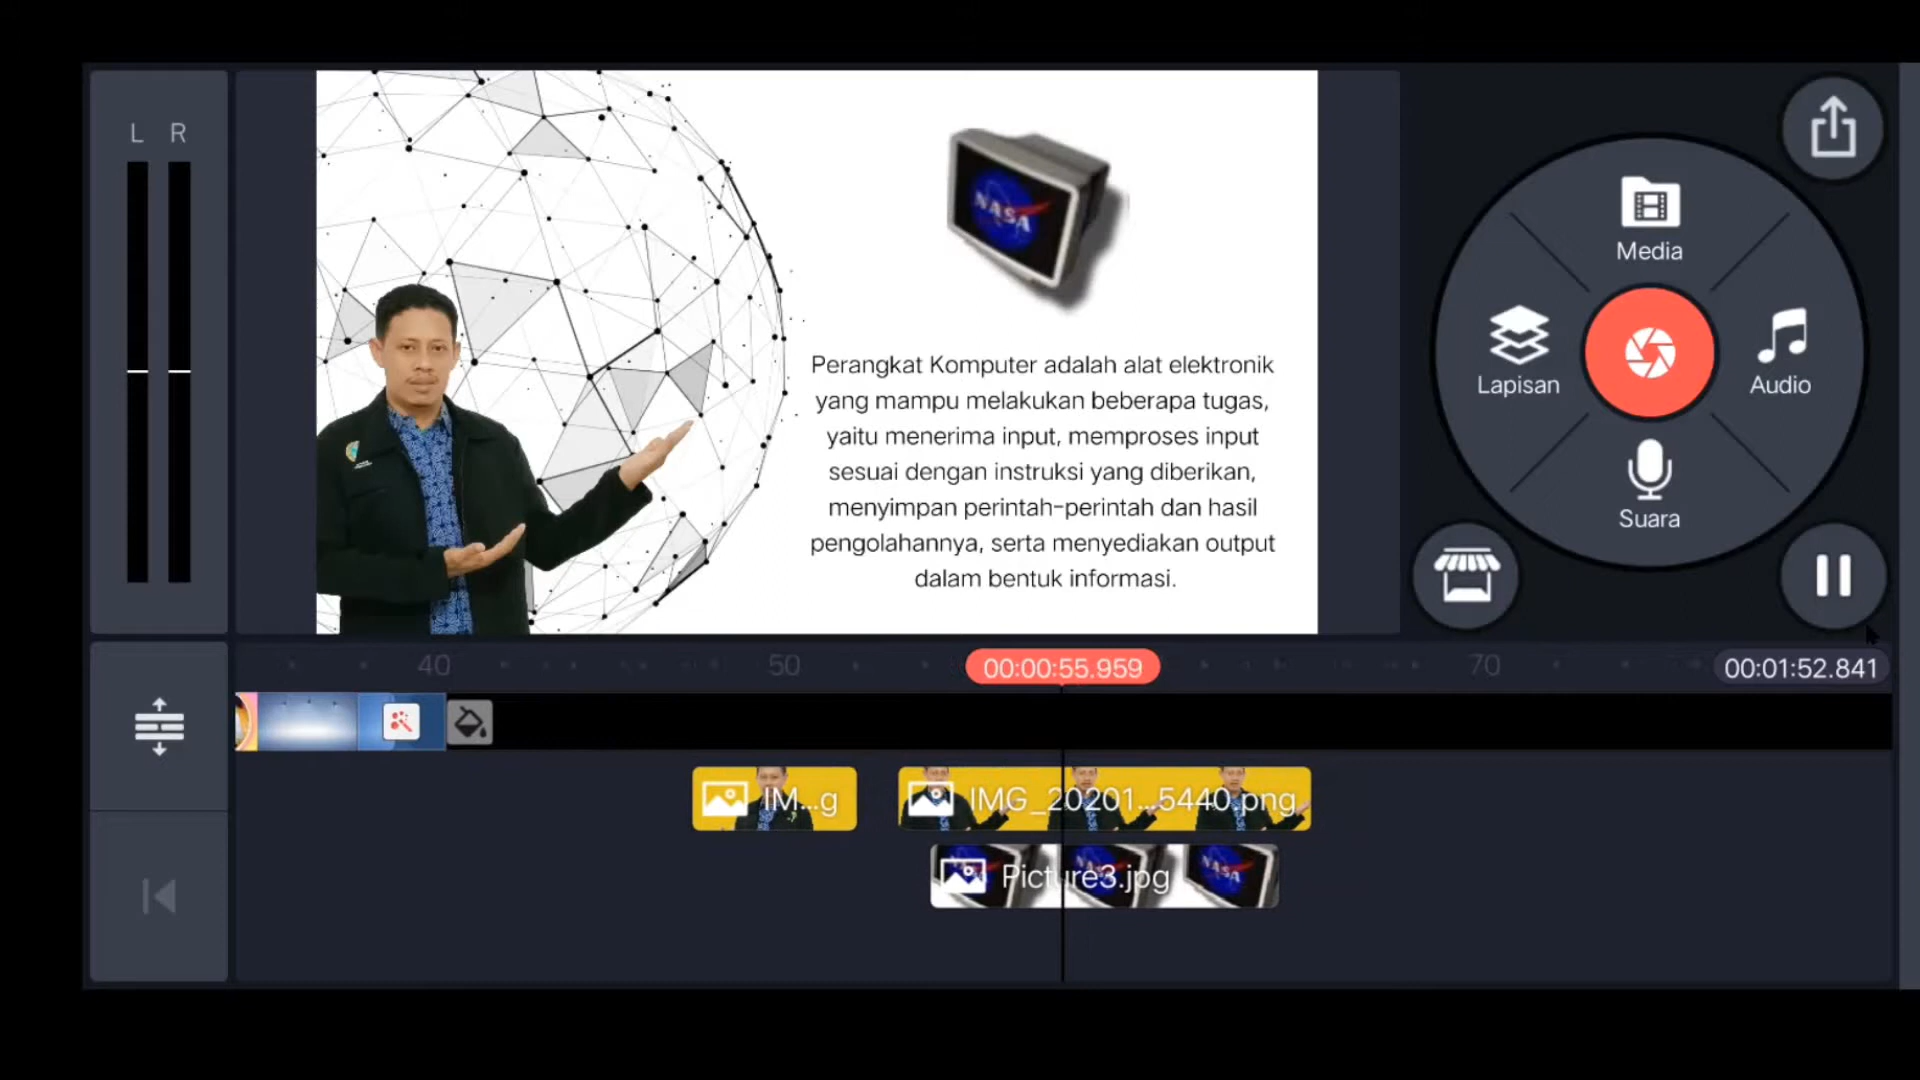 L R
NASA
Media
Lapisan
Audio
Suara
Perangkat Komputer adalah alat elektronik
yang mampu melakukan beberapa tugas,
yaitu menerima input, memproses input
sesuai dengan instruksi yang diberikan,
menyimpan perintah-perintah dan hasil
pengolahannya, serta menyediakan output
dalam bentuk informasi.
40 50 00:00:55.959 70 00:01:52.841
IM...g IMG_20201...5440.png
Picture3.jpg
NASA NASA